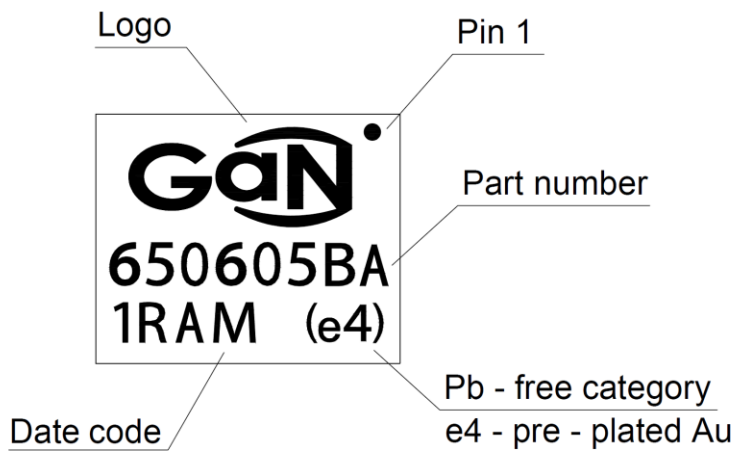 Logo
Pin 1
GaN
Part number
650605BA
1RAM (e4)
Pb - free category
e4 - pre - plated Au
Date code